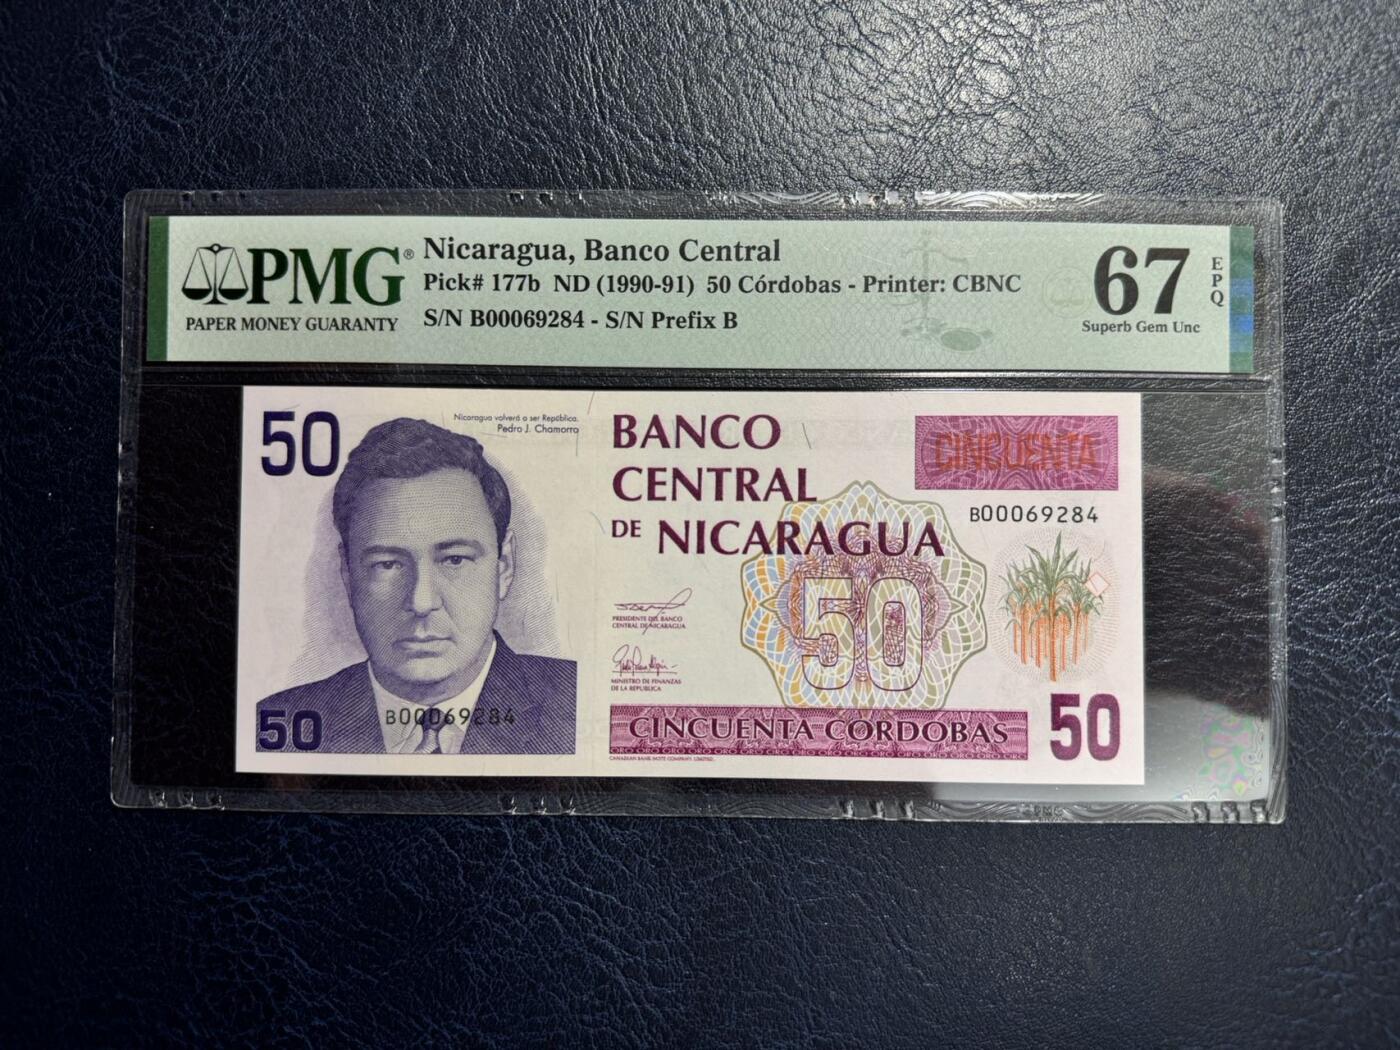 PMG®
PAPER MONEY GUARANTY
Nicaragua, Banco Central
Pick# 177b ND (1990-91) 50 Córdobas - Printer: CBNC
S/N B00069284 - S/N Prefix B
67
EPQ
Superb Gem Unc
50
Nicaragua volverá a ser República.
Pedro J. Chamorro
BANCO
CENTRAL
DE NICARAGUA
CINCUENTA
B00069284
50
PRESIDENTE DEL BANCO
CENTRAL DE NICARAGUA
MINISTRO DE FINANZAS
DE LA REPUBLICA
50
B00069284
CINCUENTA CORDOBAS
50
CANADIAN BANK NOTE COMPANY, LIMITED.
PMG